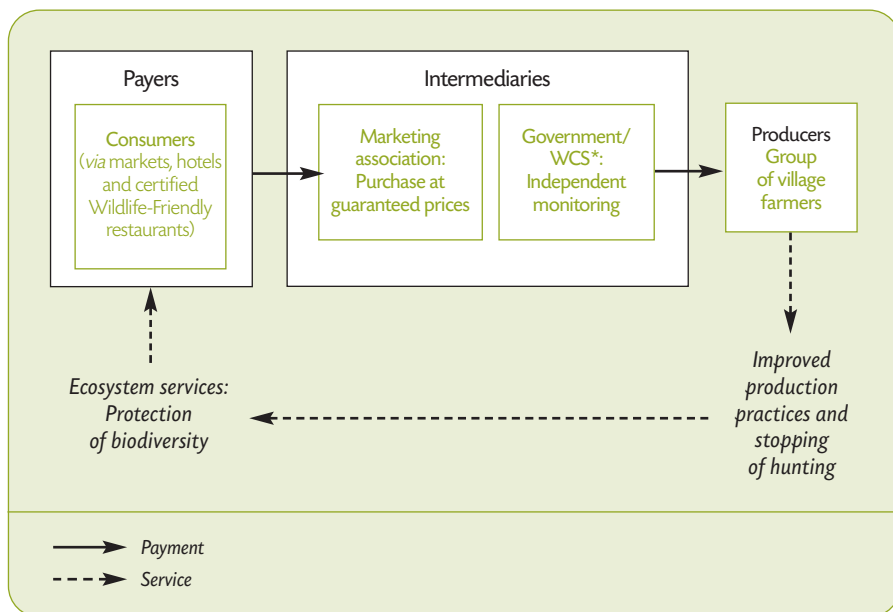 Payers
Consumers
(via markets, hotels
and certified
Wildlife-Friendly
restaurants)
Intermediaries
Marketing
association:
Purchase at
guaranteed prices
Government/
WCS*:
Independent
monitoring
Producers
Group
of village
farmers
Ecosystem services:
Protection
of biodiversity
Improved
production
practices and
stopping
of hunting
Payment
Service